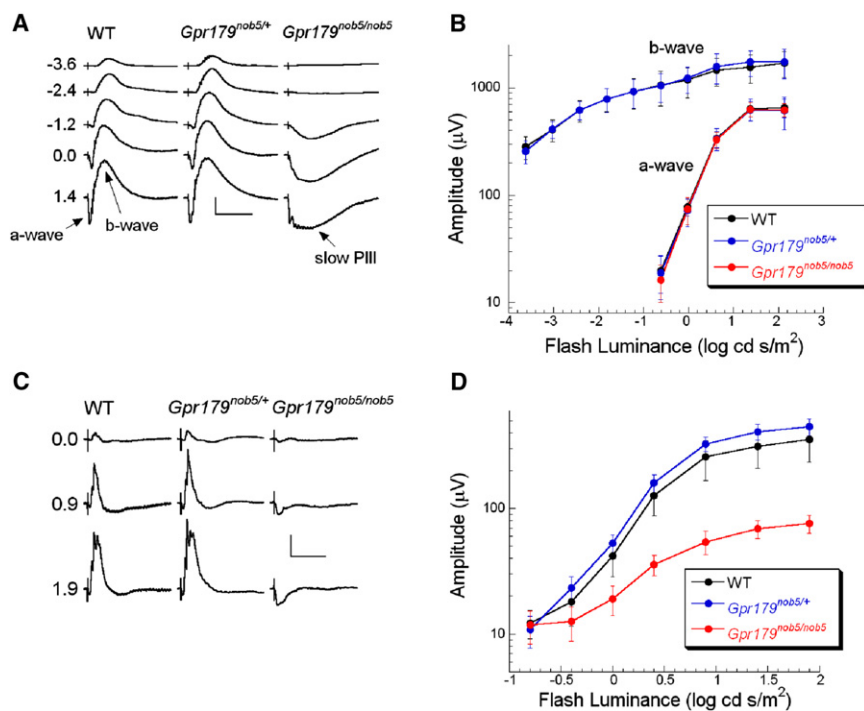 A
WT Gpr179nob5/+ Gpr179nob5/nob5
-3.6
-2.4
-1.2
0.0
1.4
a-wave
b-wave
slow PIII
B
b-wave
a-wave
Amplitude (µV)
1000
100
10
WT
Gpr179nob5/+
Gpr179nob5/nob5
-4 -3 -2 -1 0 1 2 3
Flash Luminance (log cd s/m2)
C
WT Gpr179nob5/+ Gpr179nob5/nob5
0.0
0.9
1.9
D
Amplitude (µV)
100
10
WT
Gpr179nob5/+
Gpr179nob5/nob5
-1 -0.5 0 0.5 1 1.5 2
Flash Luminance (log cd s/m2)